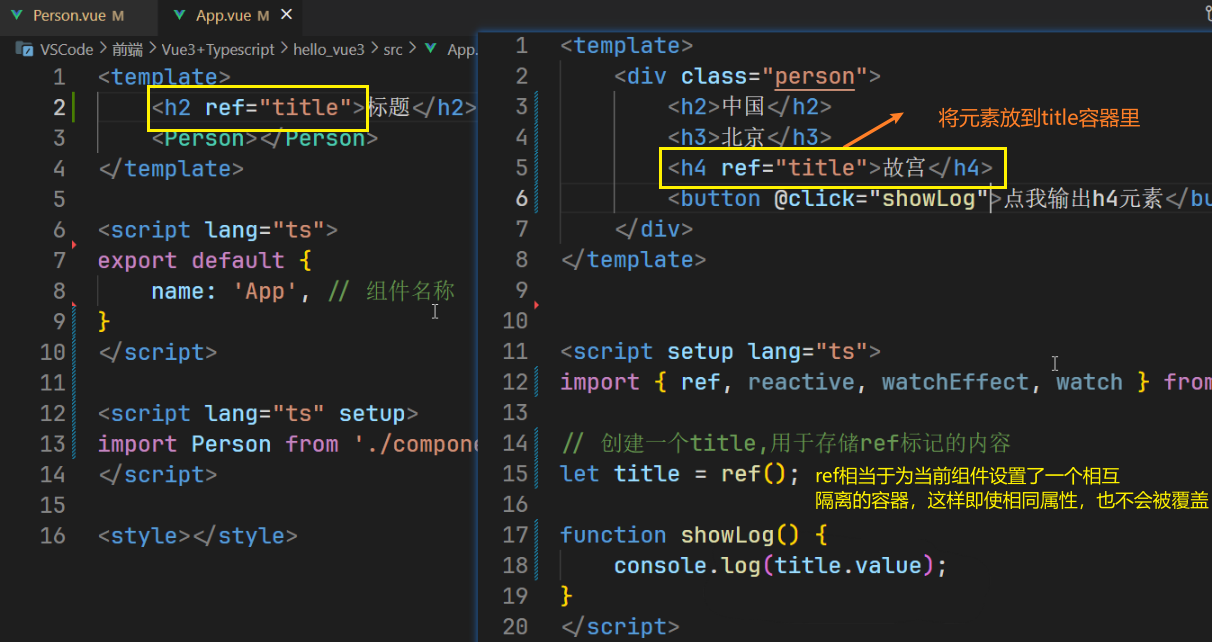 Person.vue M
App.vue M
VSCode > 前端 > Vue3+Typescript > hello_vue3 > src > App.
1 <template>
2 <h2 ref="title">标题</h2>
3 <Person></Person>
4 </template>
5
6 <script lang="ts">
7 export default {
8 name: 'App', // 组件名称
9 }
10 </script>
11
12 <script lang="ts" setup>
13 import Person from './compone
14 </script>
15
16 <style></style>
1 <template>
2 <div class="person">
3 <h2>中国</h2>
4 <h3>北京</h3>
将元素放到title容器里
5 <h4 ref="title">故宫</h4>
6 <button @click="showLog">点我输出h4元素</bu
7 </div>
8 </template>
9
10
11 <script setup lang="ts">
12 import { ref, reactive, watchEffect, watch } from
13
14 // 创建一个title,用于存储ref标记的内容
15 let title = ref();
ref相当于为当前组件设置了一个相互
隔离的容器，这样即使相同属性，也不会被覆盖
16
17 function showLog() {
18 console.log(title.value);
19 }
20 </script>